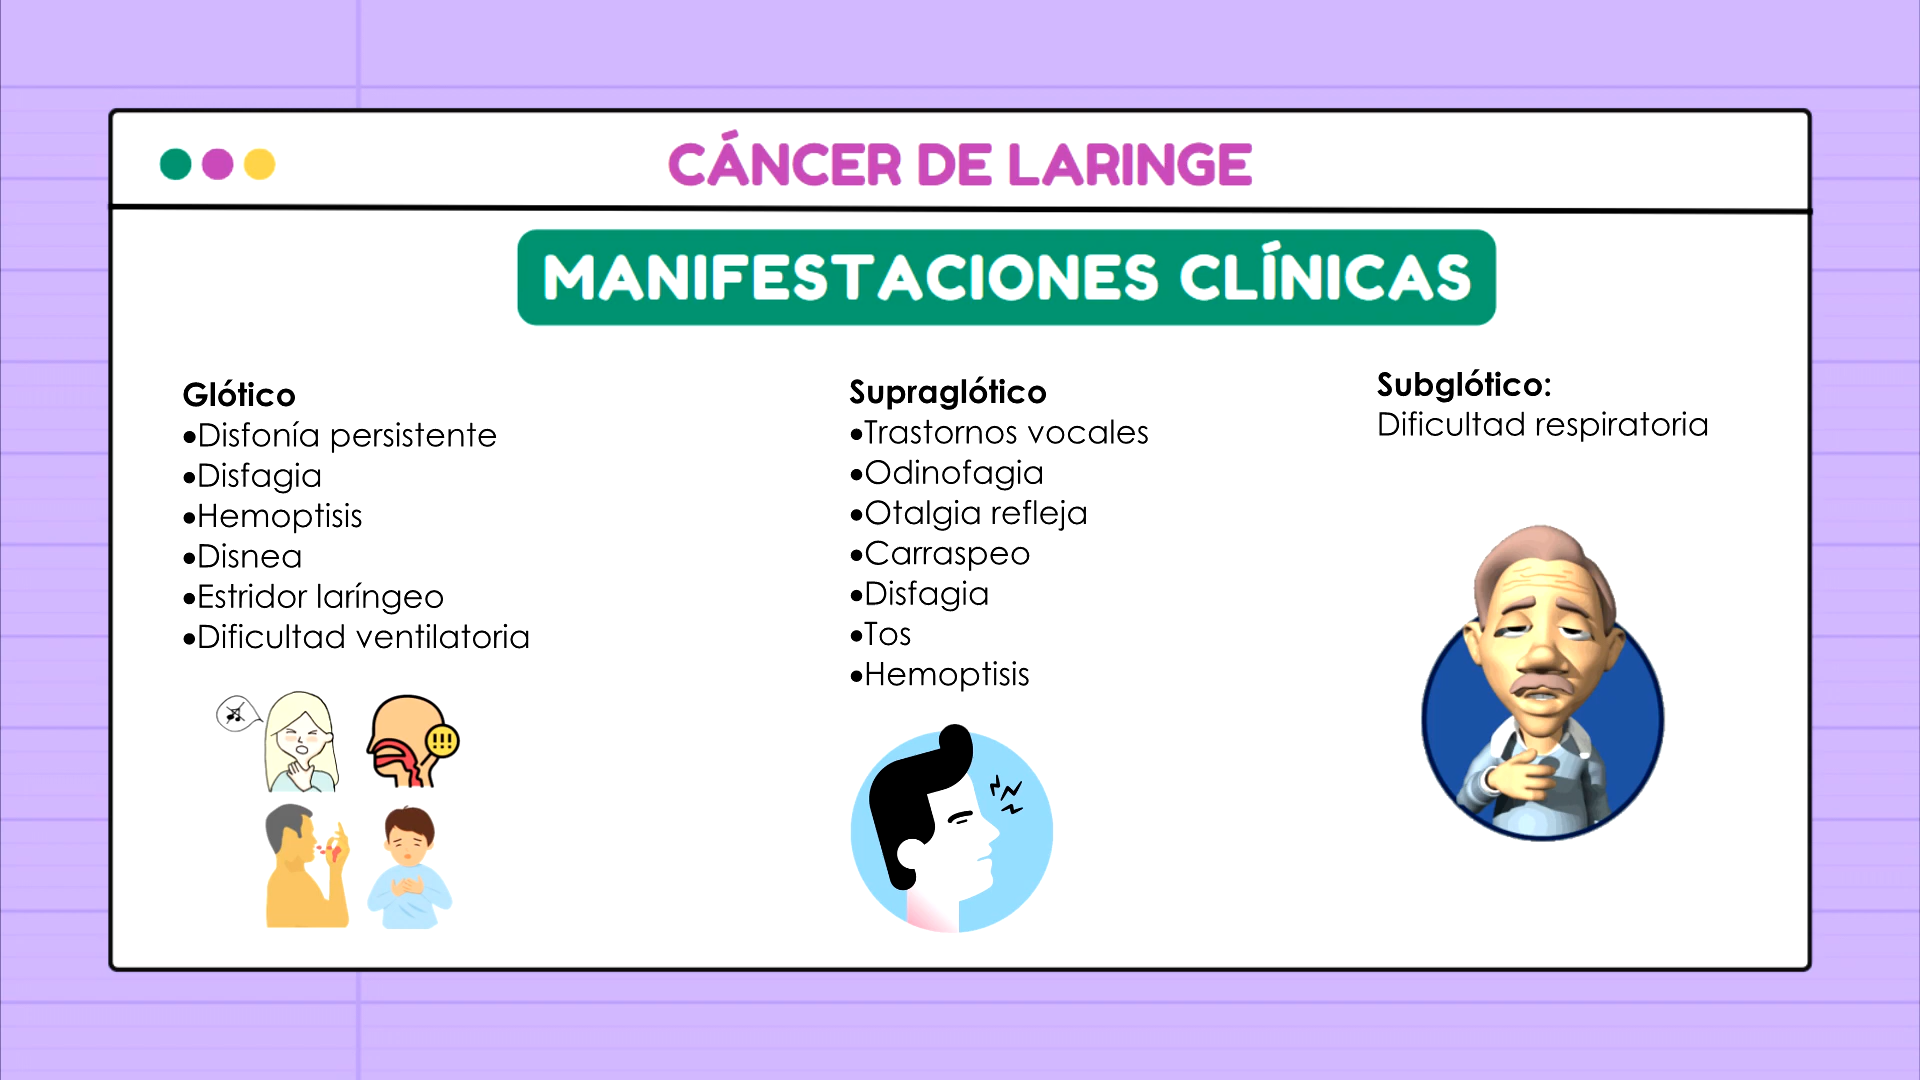 CÁNCER DE LARINGE
MANIFESTACIONES CLÍNICAS
Glótico
•Disfonía persistente
•Disfagia
•Hemoptisis
•Disnea
•Estridor laríngeo
•Dificultad ventilatoria
Supraglótico
•Trastornos vocales
•Odinofagia
•Otalgia refleja
•Carraspeo
•Disfagia
•Tos
•Hemoptisis
Subglótico:
Dificultad respiratoria
!!!